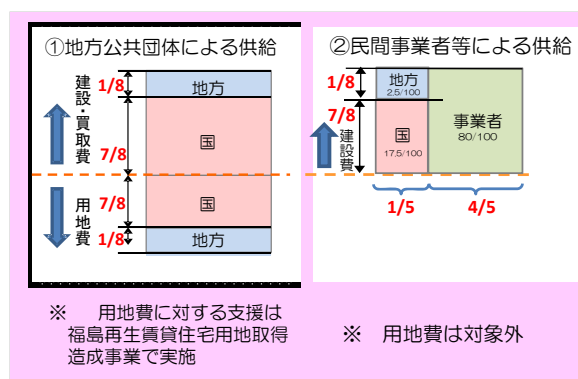 ①地方公共団体による供給
建設・買取費
1/8
地方
7/8
国
用地費
7/8
国
1/8
地方
※　用地費に対する支援は
福島再生賃貸住宅用地取得
造成事業で実施
②民間事業者等による供給
1/8
地方
2.5/100
7/8
建設費
国
17.5/100
事業者
80/100
1/5
4/5
※　用地費は対象外